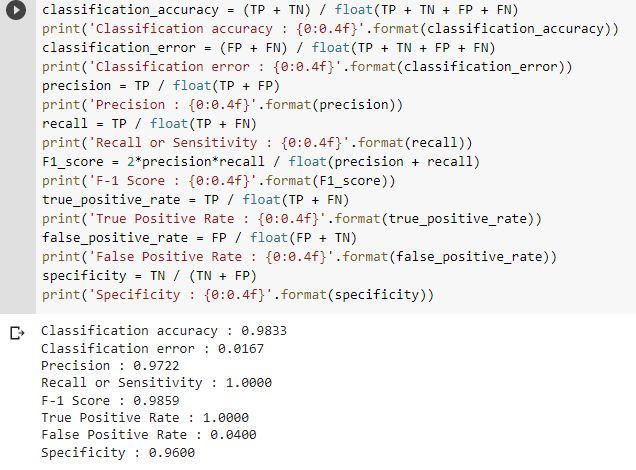 classification_accuracy = (TP + TN) / float(TP + TN + FP + FN)
print('Classification accuracy : {0:0.4f}'.format(classification_accuracy))
classification_error = (FP + FN) / float(TP + TN + FP + FN)
print('Classification error : {0:0.4f}'.format(classification_error))
precision = TP / float(TP + FP)
print('Precision : {0:0.4f}'.format(precision))
recall = TP / float(TP + FN)
print('Recall or Sensitivity : {0:0.4f}'.format(recall))
F1_score = 2*precision*recall / float(precision + recall)
print('F-1 Score : {0:0.4f}'.format(F1_score))
true_positive_rate = TP / float(TP + FN)
print('True Positive Rate : {0:0.4f}'.format(true_positive_rate))
false_positive_rate = FP / float(FP + TN)
print('False Positive Rate : {0:0.4f}'.format(false_positive_rate))
specificity = TN / (TN + FP)
print('Specificity : {0:0.4f}'.format(specificity))
Classification accuracy : 0.9833
Classification error : 0.0167
Precision : 0.9722
Recall or Sensitivity : 1.0000
F-1 Score : 0.9859
True Positive Rate : 1.0000
False Positive Rate : 0.0400
Specificity : 0.9600